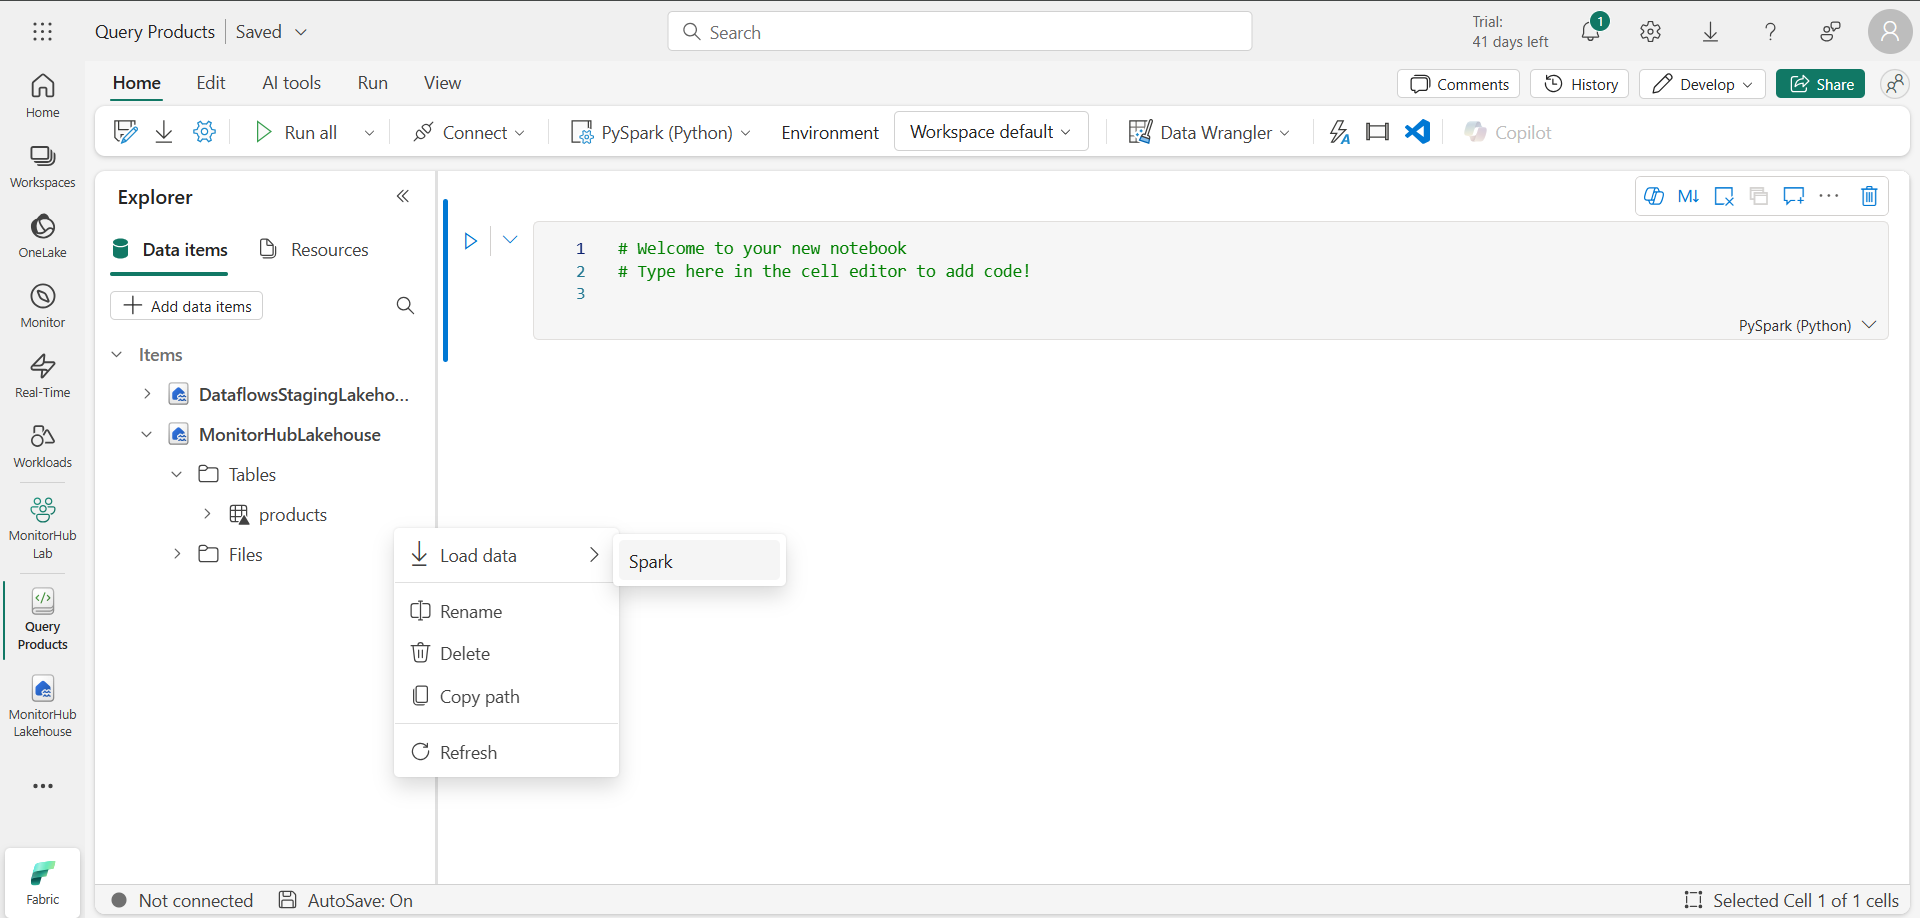 Query Products
Saved
Search
Trial:
41 days left
1
Home
Edit
AI tools
Run
View
Comments
History
Develop
Share
Run all
Connect
PySpark (Python)
Environment
Workspace default
Data Wrangler
Copilot
Home
Workspaces
OneLake
Monitor
Real-Time
Workloads
MonitorHub
Lab
Query
Products
MonitorHub
Lakehouse
Fabric
Explorer
Data items
Resources
Add data items
Items
DataflowsStagingLakeho...
MonitorHubLakehouse
Tables
products
Files
Load data
Spark
Rename
Delete
Copy path
Refresh
M↓
1 # Welcome to your new notebook
2 # Type here in the cell editor to add code!
3
PySpark (Python)
Not connected
AutoSave: On
Selected Cell 1 of 1 cells